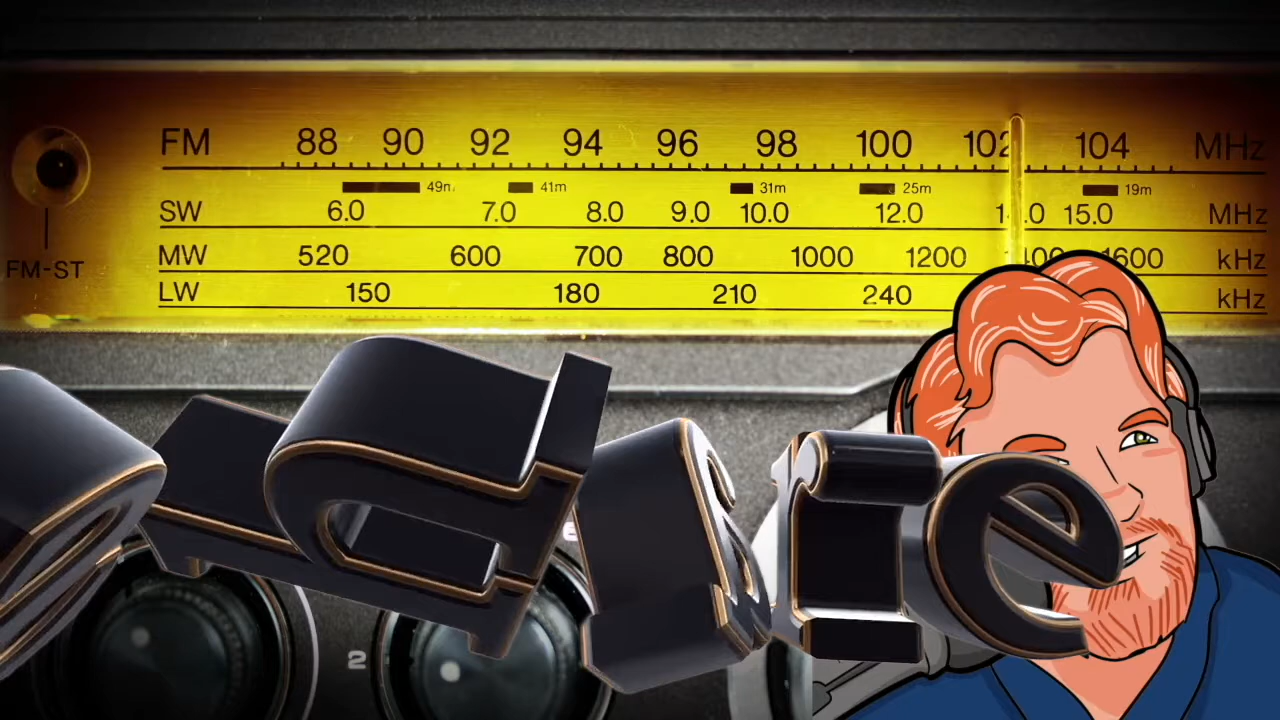 FM 88 90 92 94 96 98 100 102 104 MHz
49m 41m 31m 25m 19m
SW 6.0 7.0 8.0 9.0 10.0 12.0 15.0 MHz
MW 520 600 700 800 1000 1200 1600 kHz
FM-ST
LW 150 180 210 240 kHz
2